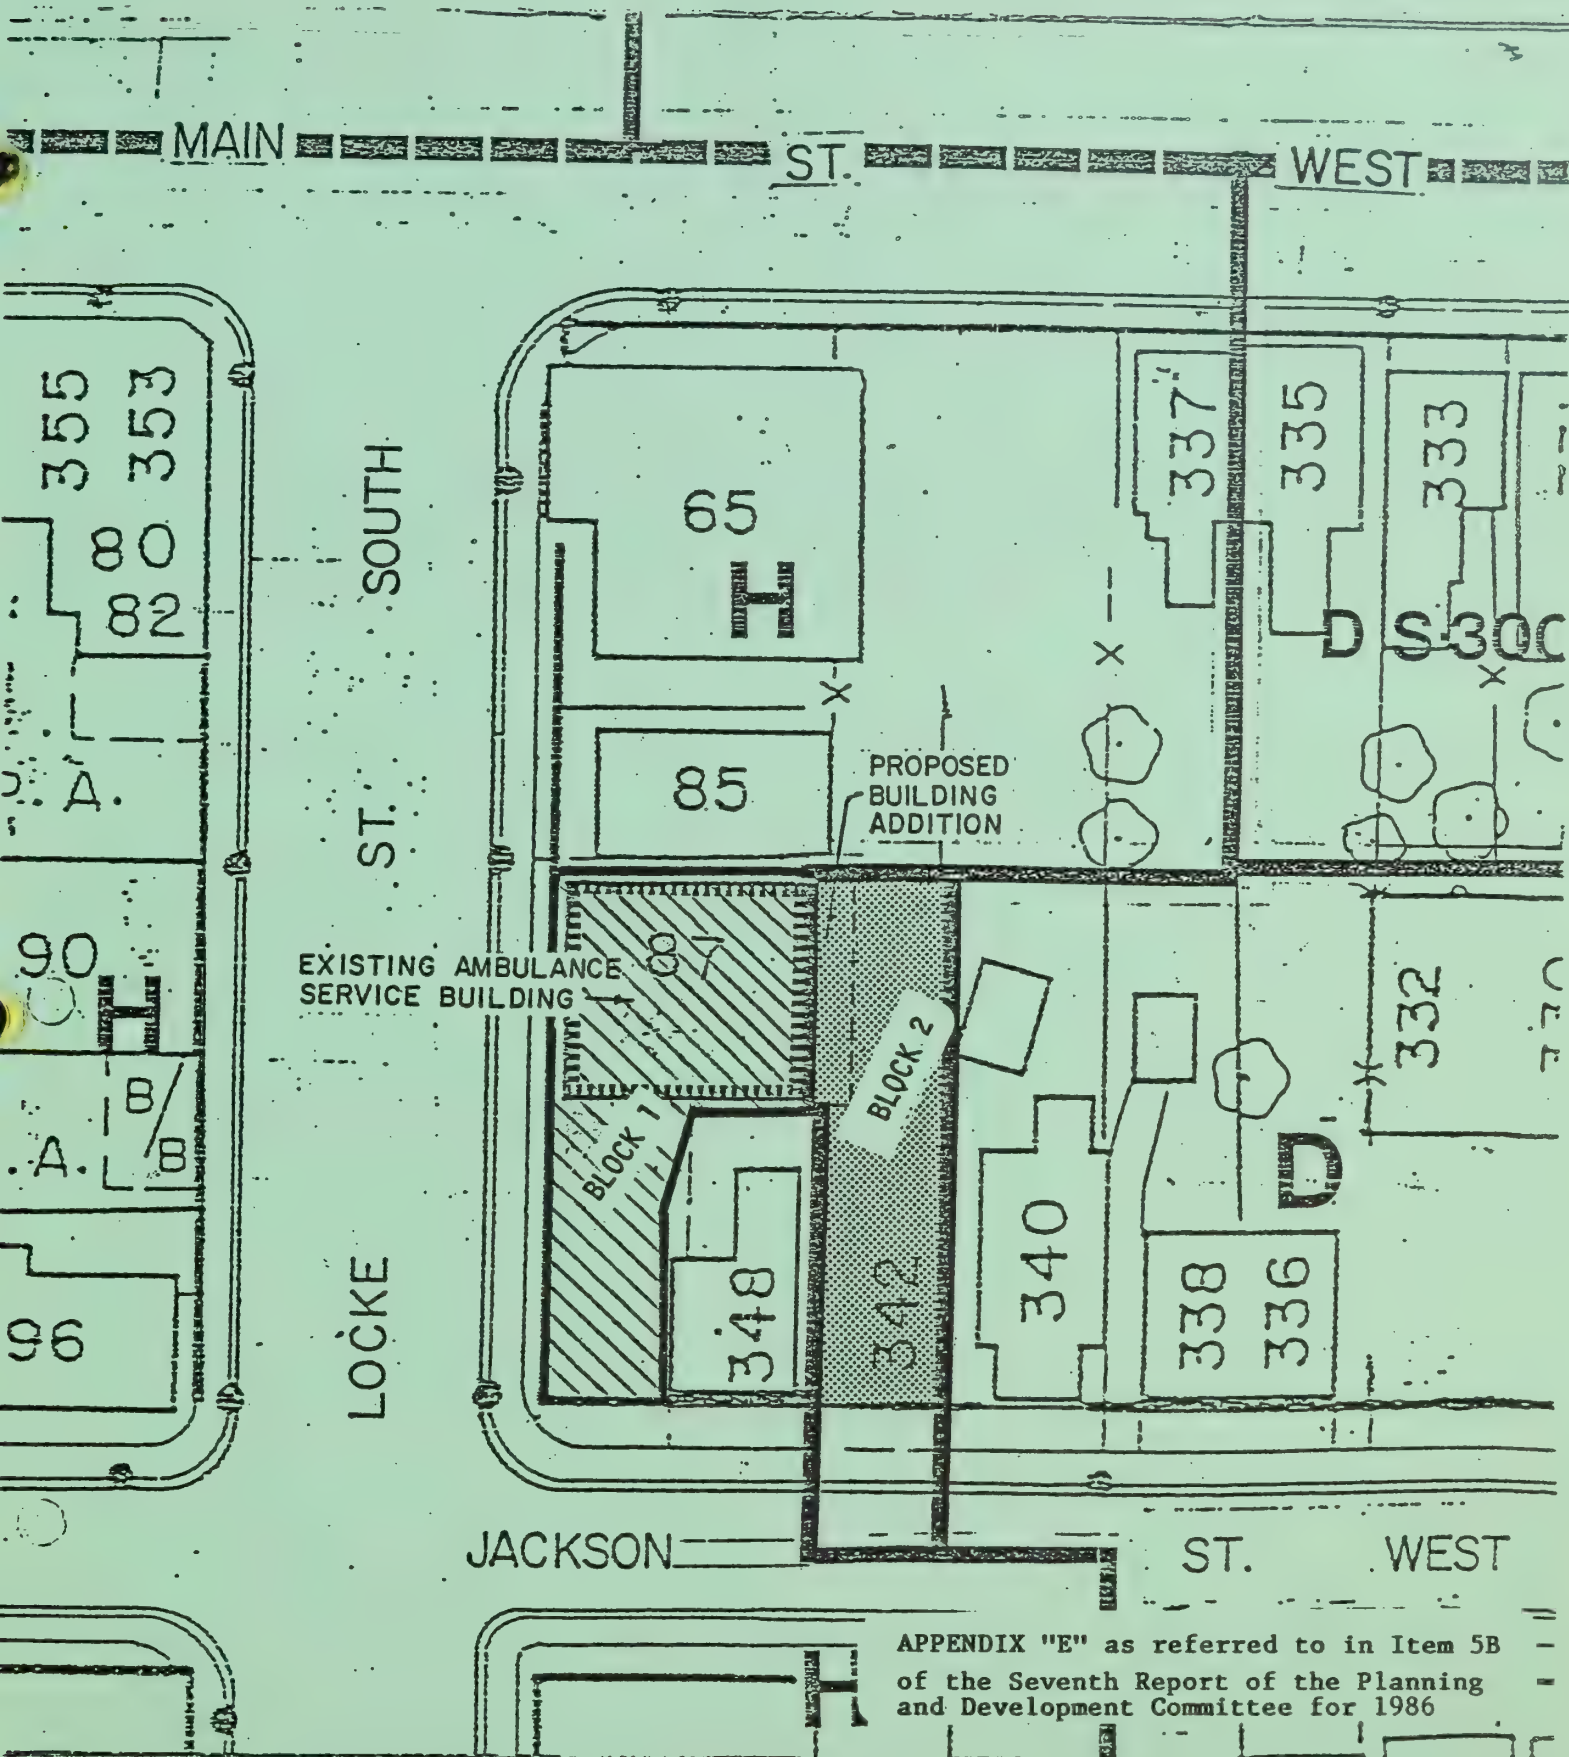 MAIN ST. WEST
355 353
337 335 333
65
80
82
H
SOUTH
D S-300
PROPOSED
BUILDING
ADDITION
85
ST.
A.
87
90
EXISTING AMBULANCE
SERVICE BUILDING
H
332
BLOCK 2
BLOCK 1
B
B
A.
D
340
348
342
338 336
LOCKE
96
JACKSON ST. WEST
H
APPENDIX "E" as referred to in Item 5B
of the Seventh Report of the Planning
and Development Committee for 1986